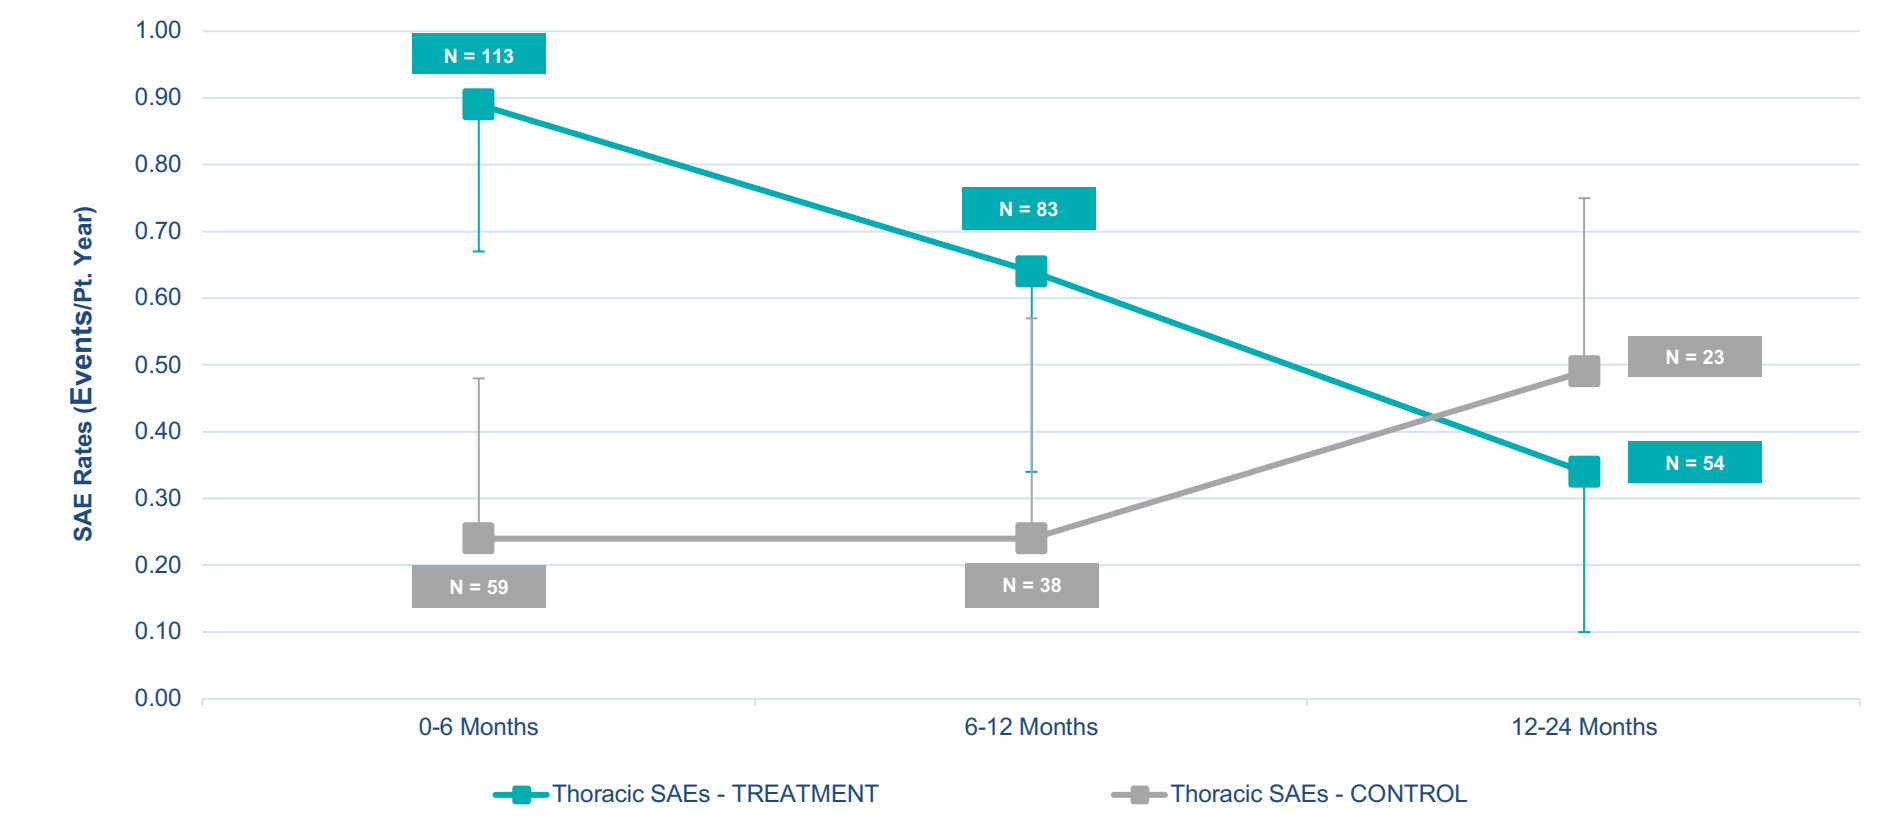 1.00
N = 113
0.90
0.80
0.70
N = 83
0.60
0.50
N = 23
0.40
N = 54
0.30
0.20
N = 59
N = 38
0.10
0.00
SAE Rates (Events/Pt. Year)
0-6 Months
6-12 Months
12-24 Months
Thoracic SAEs - TREATMENT
Thoracic SAEs - CONTROL